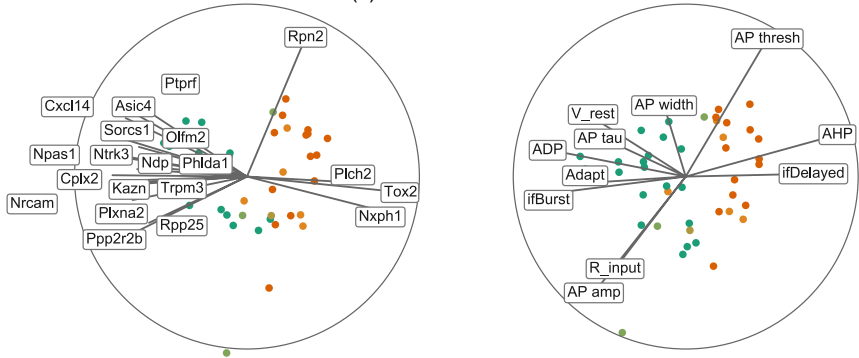 Rpn2
Ptprf
Cxcl14
Asic4
Sorcs1
Olfm2
Npas1
Ntrk3
Ndp
Phlda1
Cplx2
Kazn
Trpm3
Plch2
Tox2
Nrcam
Plxna2
Rpp25
Nxph1
Ppp2r2b
AP thresh
AP width
V_rest
AP tau
AHP
ADP
Adapt
ifDelayed
ifBurst
R_input
AP amp